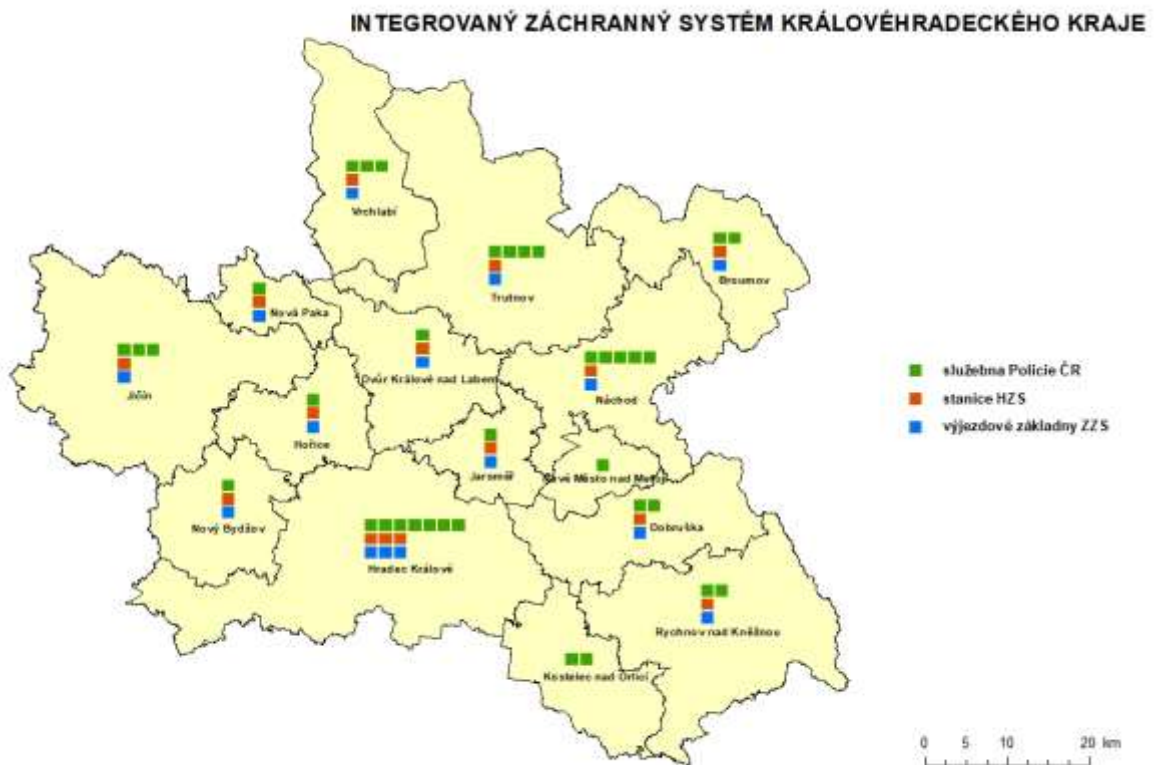 INTEGROVANÝ ZÁCHRANNÝ SYSTÉM KRÁLOVÉHRADECKÉHO KRAJE
Vrchlabí
Trutnov
Broumov
Nová Paka
Dvůr Králové nad Labem
Jičín
Náchod
služebna Policie ČR
stanice HZS
výjezdové základny ZZS
Hořice
Jaroměř
Město nad
Nový Bydžov
Dobruška
Hradec Králové
Rychnov nad Kněžnou
Kostelec nad Orlicí
0 5 10 20 km